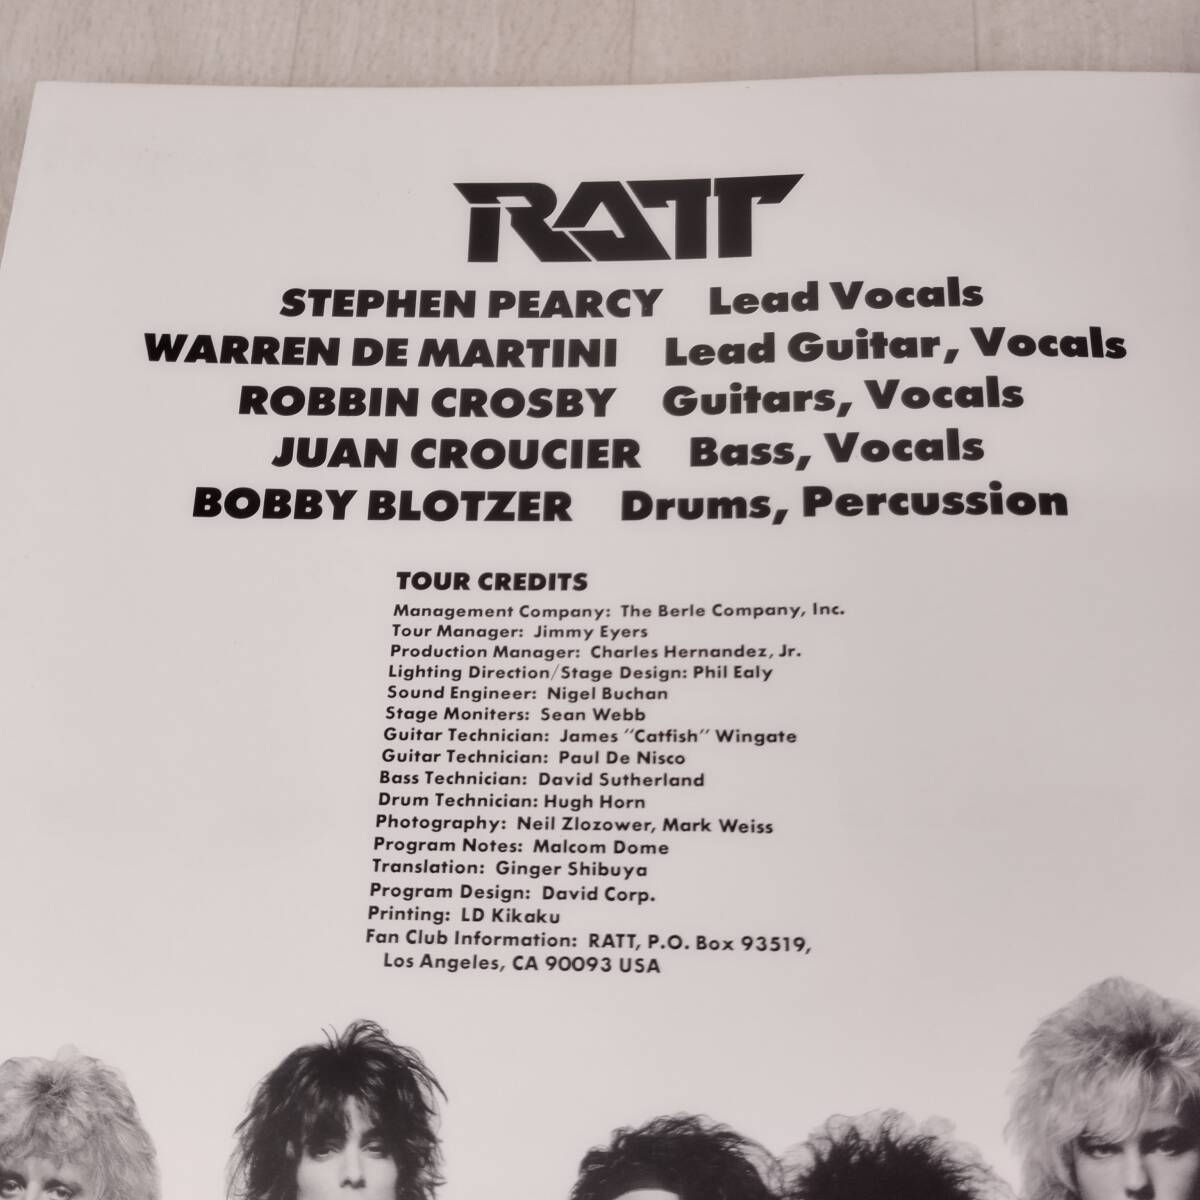 RATT
STEPHEN PEARCY Lead Vocals
WARREN DE MARTINI Lead Guitar, Vocals
ROBBIN CROSBY Guitars, Vocals
JUAN CROUCIER Bass, Vocals
BOBBY BLOTZER Drums, Percussion
TOUR CREDITS
Management Company: The Berle Company, Inc.
Tour Manager: Jimmy Eyers
Production Manager: Charles Hernandez, Jr.
Lighting Direction/Stage Design: Phil Ealy
Sound Engineer: Nigel Buchan
Stage Moniters: Sean Webb
Guitar Technician: James "Catfish" Wingate
Guitar Technician: Paul De Nisco
Bass Technician: David Sutherland
Drum Technician: Hugh Horn
Photography: Neil Zlozower, Mark Weiss
Program Notes: Malcom Dome
Translation: Ginger Shibuya
Program Design: David Corp.
Printing: LD Kikaku
Fan Club Information: RATT, P.O. Box 93519,
Los Angeles, CA 90093 USA